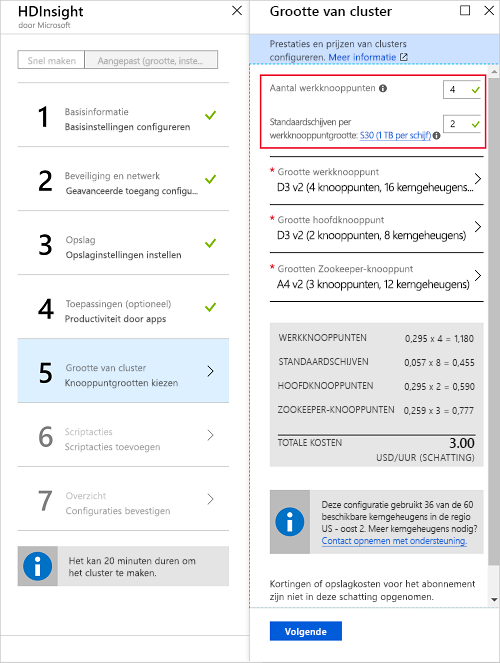 HDInsight
door Microsoft
Snel maken
Aangepast (grootte, inste...
1
Basisinformatie
Basisinstellingen configureren
2
Beveiliging en netwerk
Geavanceerde toegang configu...
3
Opslag
Opslaginstellingen instellen
4
Toepassingen (optioneel)
Productiviteit door apps
5
Grootte van cluster
Knooppuntgrootten kiezen
6
Scriptacties
Scriptacties toevoegen
7
Overzicht
Configuraties bevestigen
Het kan 20 minuten duren om
het cluster te maken.
Grootte van cluster
Prestaties en prijzen van clusters
configureren. Meer informatie
Aantal werkknooppunten
4
Standaardschijven per
werkknooppuntgrootte: S30 (1 TB per schijf)
2
* Grootte werkknooppunt
D3 v2 (4 knooppunten, 16 kerngeheugens...
* Grootte hoofdknooppunt
D3 v2 (2 knooppunten, 8 kerngeheugens)
* Grootten Zookeeper-knooppunt
A4 v2 (3 knooppunten, 12 kerngeheugens)
WERKKNOOPPUNTEN 0,295 x 4 = 1,180
STANDAARDSCHIJVEN 0,057 x 8 = 0,455
HOOFDKNOOPPUNTEN 0,295 x 2 = 0,590
ZOOKEEPER-KNOOPPUNTEN 0,259 x 3 = 0,777
TOTALE KOSTEN 3.00
USD/UUR (SCHATTING)
Deze configuratie gebruikt 36 van de 60
beschikbare kerngeheugens in de regio
US - oost 2. Meer kerngeheugens nodig?
Contact opnemen met ondersteuning.
Kortingen of opslagkosten voor het abonnement
zijn niet in deze schatting opgenomen.
Volgende